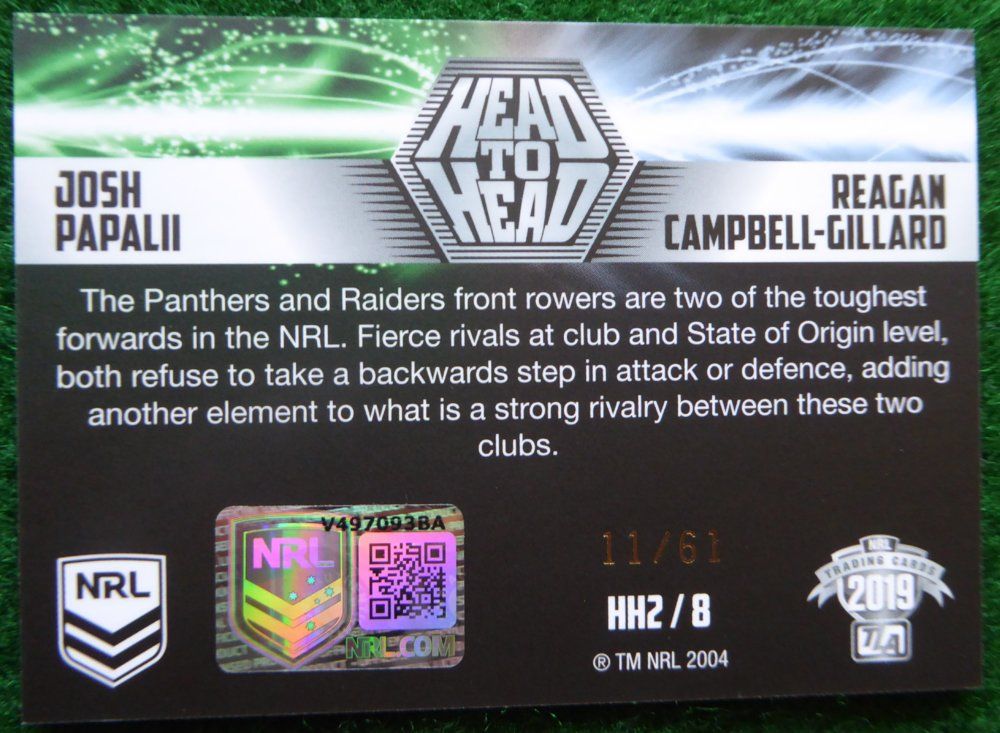 HEAD
TO
HEAD
JOSH
PAPALII
REAGAN
CAMPBELL-GILLARD
The Panthers and Raiders front rowers are two of the toughest
forwards in the NRL. Fierce rivals at club and State of Origin level,
both refuse to take a backwards step in attack or defence, adding
another element to what is a strong rivalry between these two
clubs.
V497093BA
NRL
NRL
NRL.COM
11/61
HH2 / 8
® TM NRL 2004
NRL
TRADING CARDS
2019
TLA